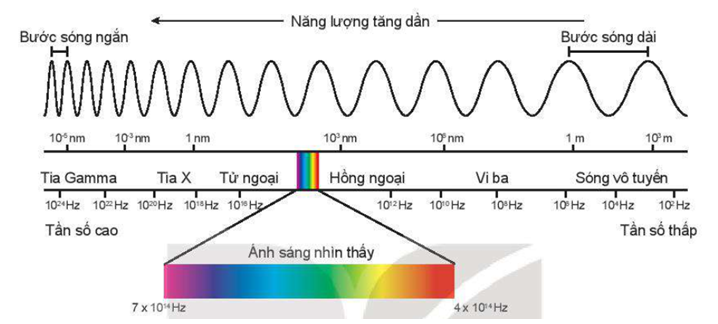 Năng lượng tăng dần
Bước sóng ngắn Bước sóng dài
10⁻⁵ nm 10⁻³ nm 1 nm 10³ nm 10⁶ nm 1 m 10³ m
Tia Gamma Tia X Tử ngoại Hồng ngoại Vi ba Sóng vô tuyến
10²⁴ Hz 10²² Hz 10²⁰ Hz 10¹⁸ Hz 10¹⁶ Hz 10¹² Hz 10¹⁰ Hz 10⁸ Hz 10⁶ Hz 10⁴ Hz 10² Hz
Tần số cao Tần số thấp
Ánh sáng nhìn thấy
7 x 10¹⁴ Hz 4 x 10¹⁴ Hz